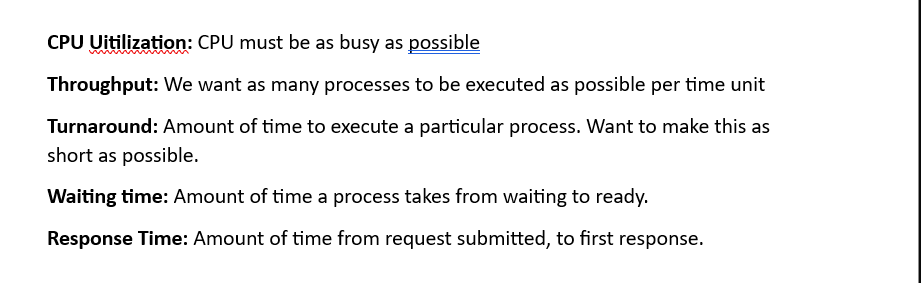 CPU Uitilization: CPU must be as busy as possible
Throughput: We want as many processes to be executed as possible per time unit
Turnaround: Amount of time to execute a particular process. Want to make this as
short as possible.
Waiting time: Amount of time a process takes from waiting to ready.
Response Time: Amount of time from request submitted, to first response.